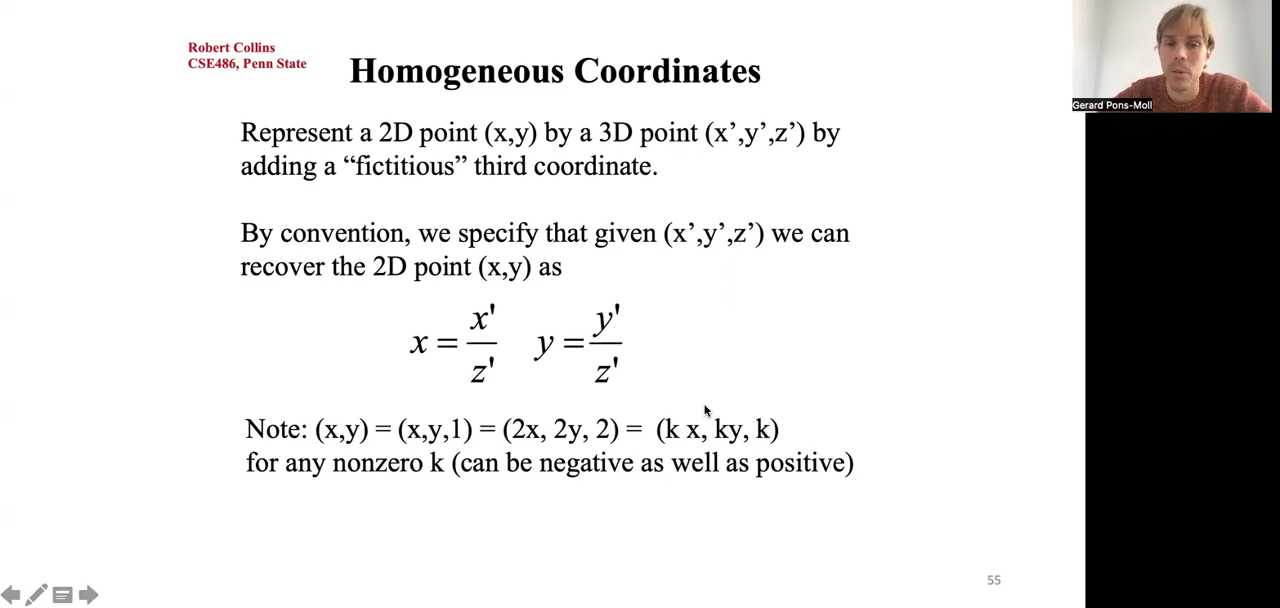 Robert Collins
CSE486, Penn State
Homogeneous Coordinates
Gerard Pons-Moll
Represent a 2D point (x,y) by a 3D point (x’,y’,z’) by
adding a “fictitious” third coordinate.
By convention, we specify that given (x’,y’,z’) we can
recover the 2D point (x,y) as
x = x' / z'   y = y' / z'
Note: (x,y) = (x,y,1) = (2x, 2y, 2) = (k x, ky, k)
for any nonzero k (can be negative as well as positive)
55